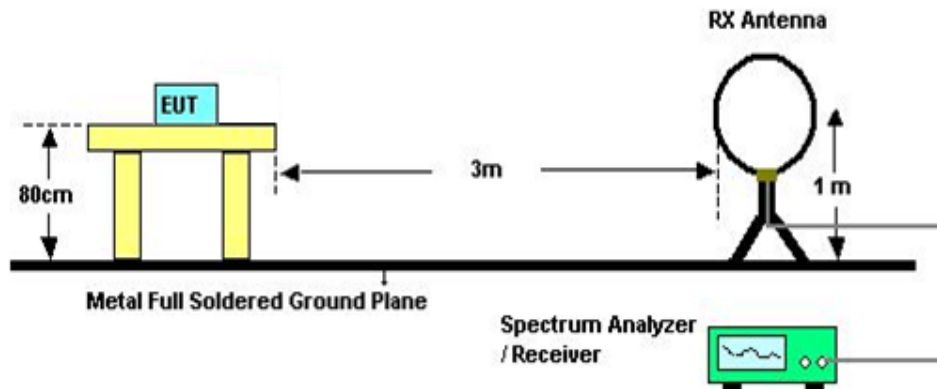 RX Antenna
EUT
3m
80cm
1 m
Metal Full Soldered Ground Plane
Spectrum Analyzer
/ Receiver